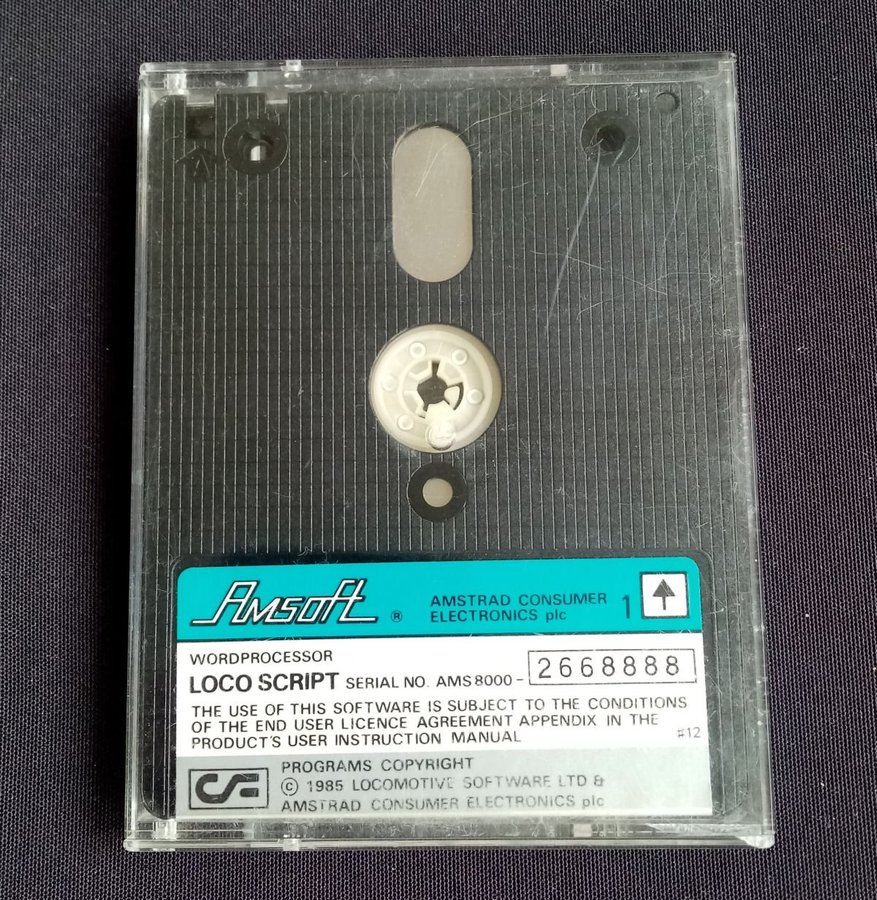 Amsoft ® AMSTRAD CONSUMER 1
ELECTRONICS plc
WORDPROCESSOR
LOCO SCRIPT SERIAL NO. AMS 8000 - 2668888
THE USE OF THIS SOFTWARE IS SUBJECT TO THE CONDITIONS
OF THE END USER LICENCE AGREEMENT APPENDIX IN THE
PRODUCT'S USER INSTRUCTION MANUAL #12
PROGRAMS COPYRIGHT
© 1985 LOCOMOTIVE SOFTWARE LTD &
AMSTRAD CONSUMER ELECTRONICS plc